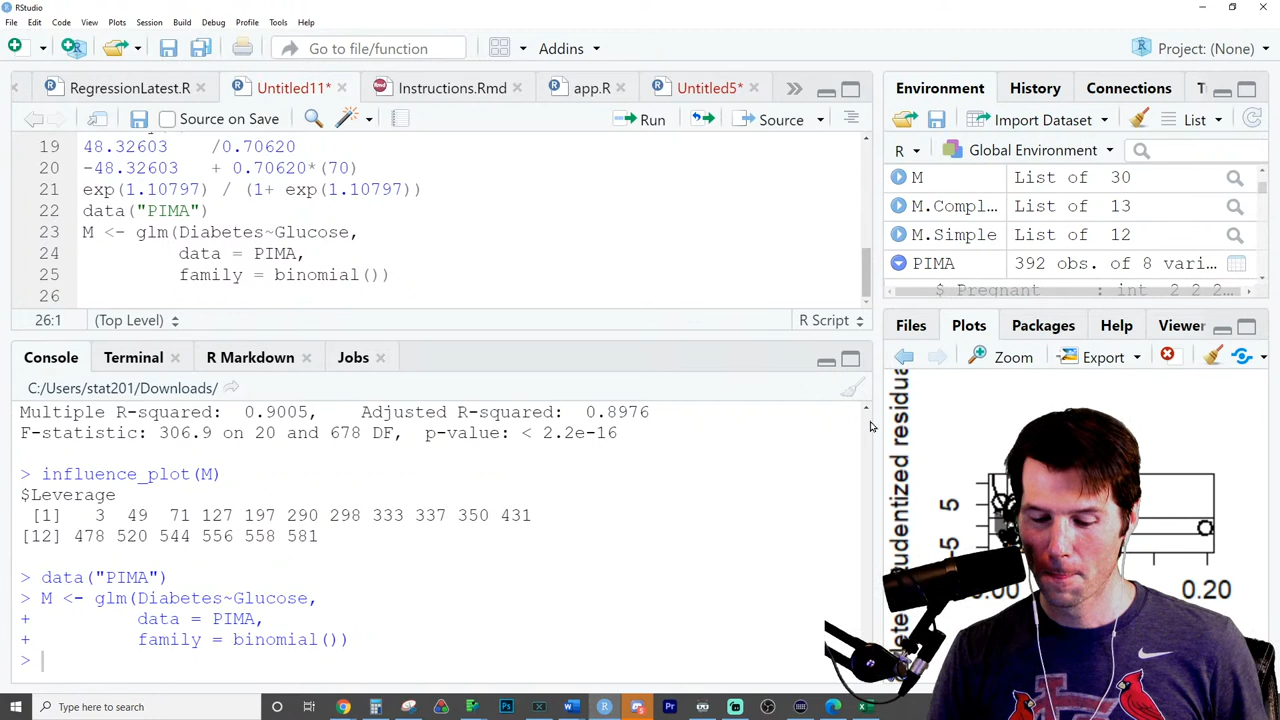 RStudio
File Edit Code View Plots Session Build Debug Profile Tools Help
Go to file/function Addins Project: (None)
RegressionLatest.R Untitled11* Instructions.Rmd app.R Untitled5*
Source on Save Run Source
19 48.32603 /0.70620
20 -48.32603 + 0.70620*(70)
21 exp(1.10797) / (1+ exp(1.10797))
22 data("PIMA")
23 M <- glm(Diabetes~Glucose,
24 data = PIMA,
25 family = binomial())
26
26:1 (Top Level) R Script
Console Terminal R Markdown Jobs
C:/Users/stat201/Downloads/
Multiple R-squared: 0.9005, Adjusted R-squared: 0.8976
F-statistic: 306.9 on 20 and 678 DF, p-value: < 2.2e-16
> influence_plot(M)
$Leverage
[1] 3 49 71 127 197 290 298 333 337 350 431
[12] 478 520 544 556 558 581
> data("PIMA")
> M <- glm(Diabetes~Glucose,
+ data = PIMA,
+ family = binomial())
>
Environment History Connections T
Import Dataset List
R Global Environment
M List of 30
M.Compl… List of 13
M.Simple List of 12
PIMA 392 obs. of 8 vari…
$ Pregnant : int 2 2 2
Files Plots Packages Help Viewer
Zoom Export
5
-5
0.00 0.20
Type here to search